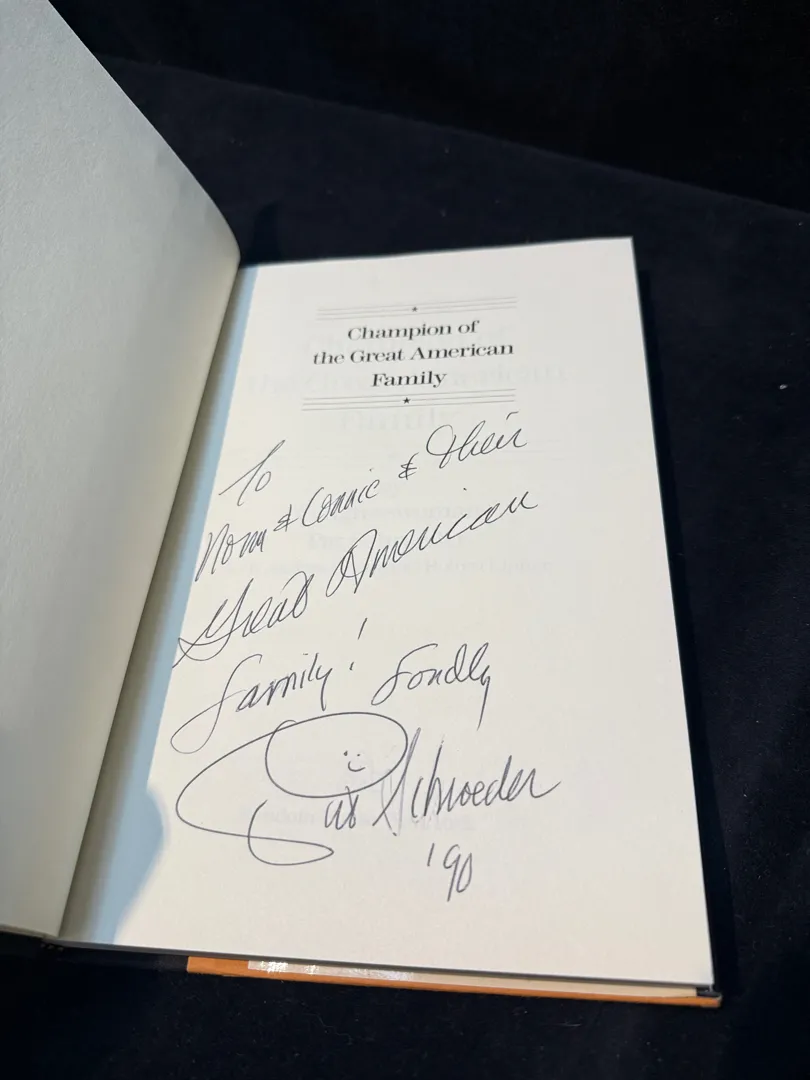 Champion of
the Great American
Family
To
Norm & Connie & Their
Great American
family! Fondly
Pat Schroeder
'90